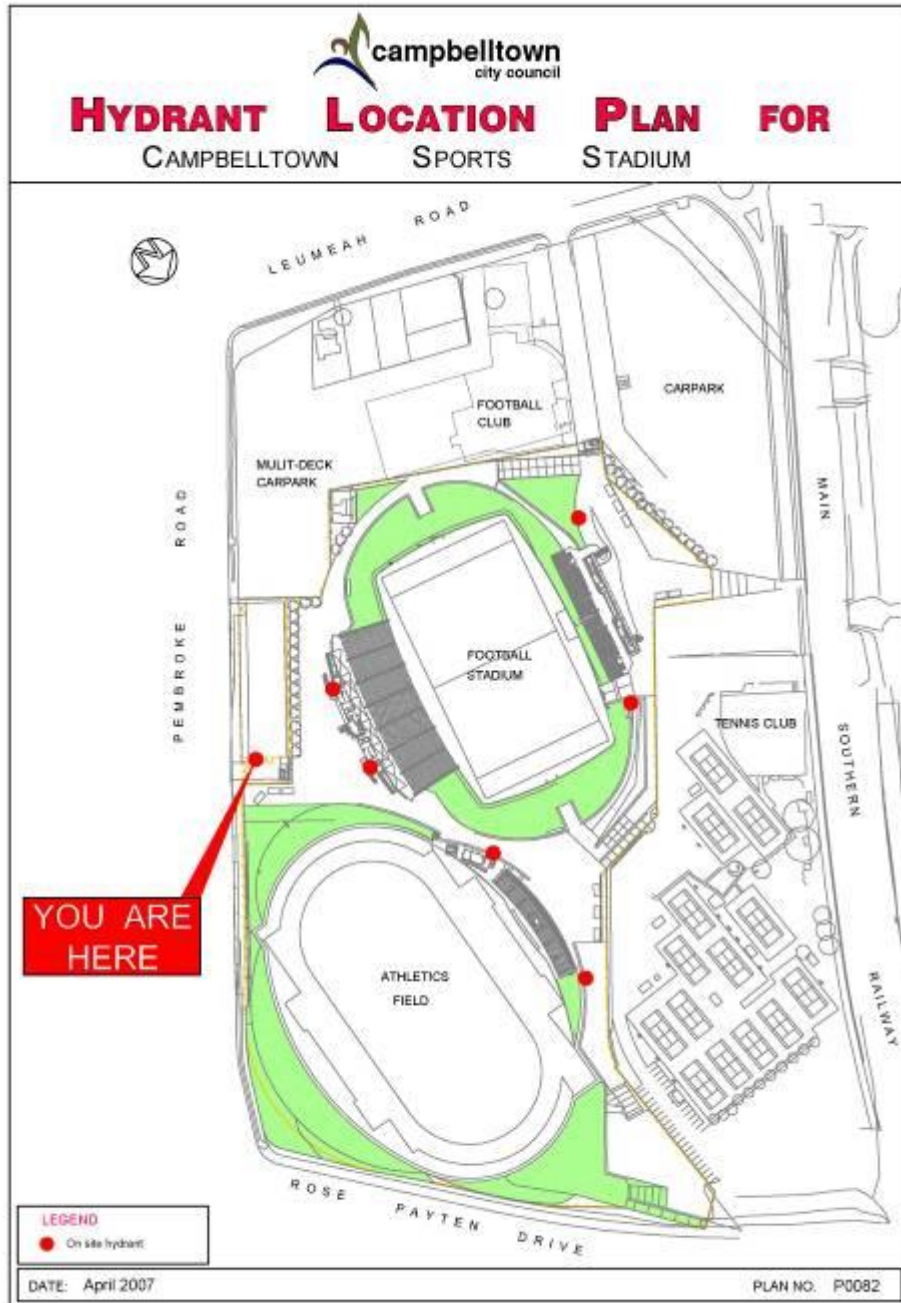 campbelltown
city council
HYDRANT LOCATION PLAN FOR
CAMPBELLTOWN SPORTS STADIUM
LEUMEAH ROAD
CARPARK
FOOTBALL
CLUB
MULIT-DECK
CARPARK
MAIN SOUTHERN RAILWAY
PEMBROKE ROAD
FOOTBALL
STADIUM
TENNIS CLUB
YOU ARE
HERE
ATHLETICS
FIELD
ROSE PAYTEN DRIVE
LEGEND
On site hydrant
DATE: April 2007
PLAN NO. P0082